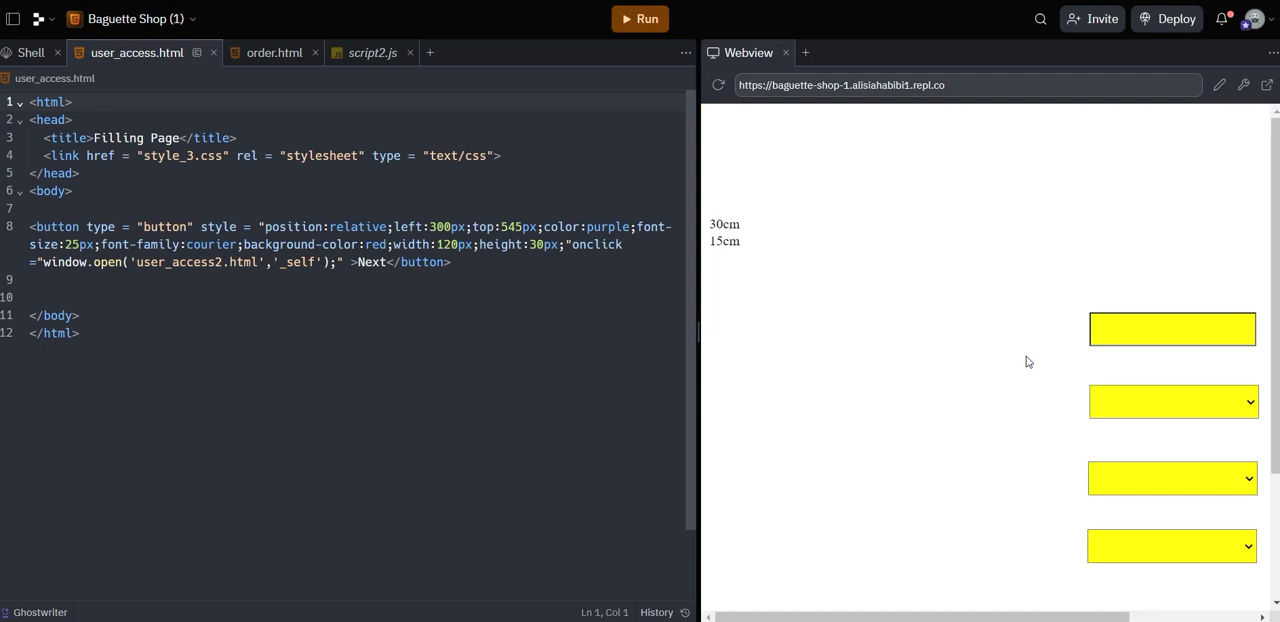 Baguette Shop (1)
Run
Invite
Deploy
Shell
user_access.html
order.html
script2.js
Webview
user_access.html
https://baguette-shop-1.alisiahabibi1.repl.co
1 <html>
2 <head>
3 <title>Filling Page</title>
4 <link href = "style_3.css" rel = "stylesheet" type = "text/css">
5 </head>
6 <body>
7
8 <button type = "button" style = "position:relative;left:300px;top:545px;color:purple;font-
size:25px;font-family:courier;background-color:red;width:120px;height:30px;"onclick
="window.open('user_access2.html','_self');" >Next</button>
9
10
11 </body>
12 </html>
30cm
15cm
Ghostwriter
Ln 1, Col 1
History